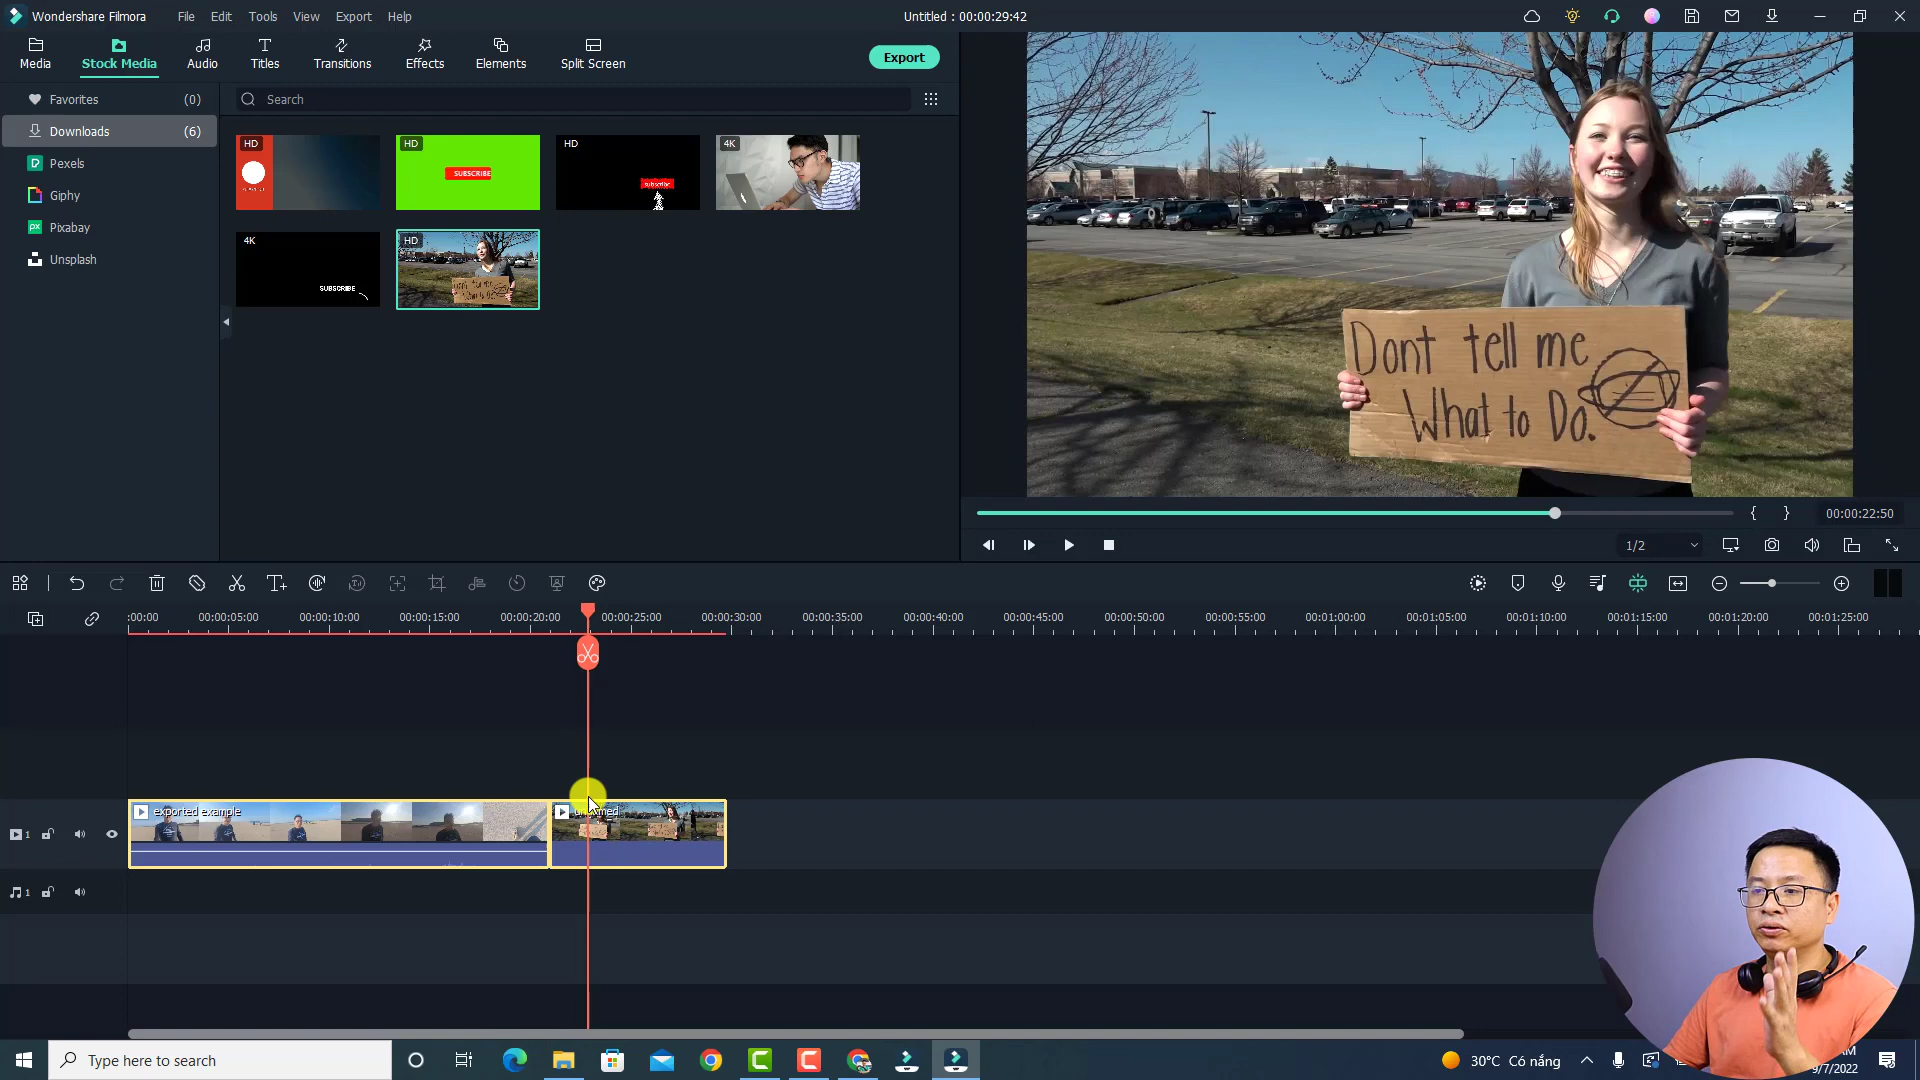 Wondershare Filmora File Edit Tools View Export Help Untitled : 00:00:29:42
Media Stock Media Audio Titles Transitions Effects Elements Split Screen Export
Favorites (0)
Search
Downloads (6)
Pexels
Giphy
Pixabay
Unsplash
HD
HD SUBSCRIBE
HD subscribe
4K
4K SUBSCRIBE
HD
Dont tell me
What to Do.
00:00:22:50
1/2
:00:00 00:00:05:00 00:00:10:00 00:00:15:00 00:00:20:00 00:00:25:00 00:00:30:00 00:00:35:00 00:00:40:00 00:00:45:00 00:00:50:00 00:00:55:00 00:01:00:00 00:01:05:00 00:01:10:00 00:01:15:00 00:01:20:00 00:01:25:00
exported example
1
1
Type here to search
30°C Có nắng
AM
9/7/2022